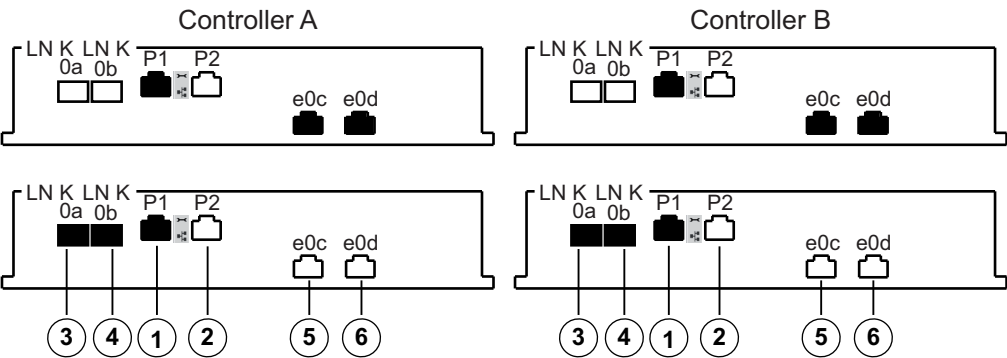 Controller A
Controller B
LN K LN K
0a 0b P1 P2
e0c e0d
LN K LN K
0a 0b P1 P2
e0c e0d
LN K LN K
0a 0b P1 P2
e0c e0d
3 4 1 2 5 6
LN K LN K
0a 0b P1 P2
e0c e0d
3 4 1 2 5 6